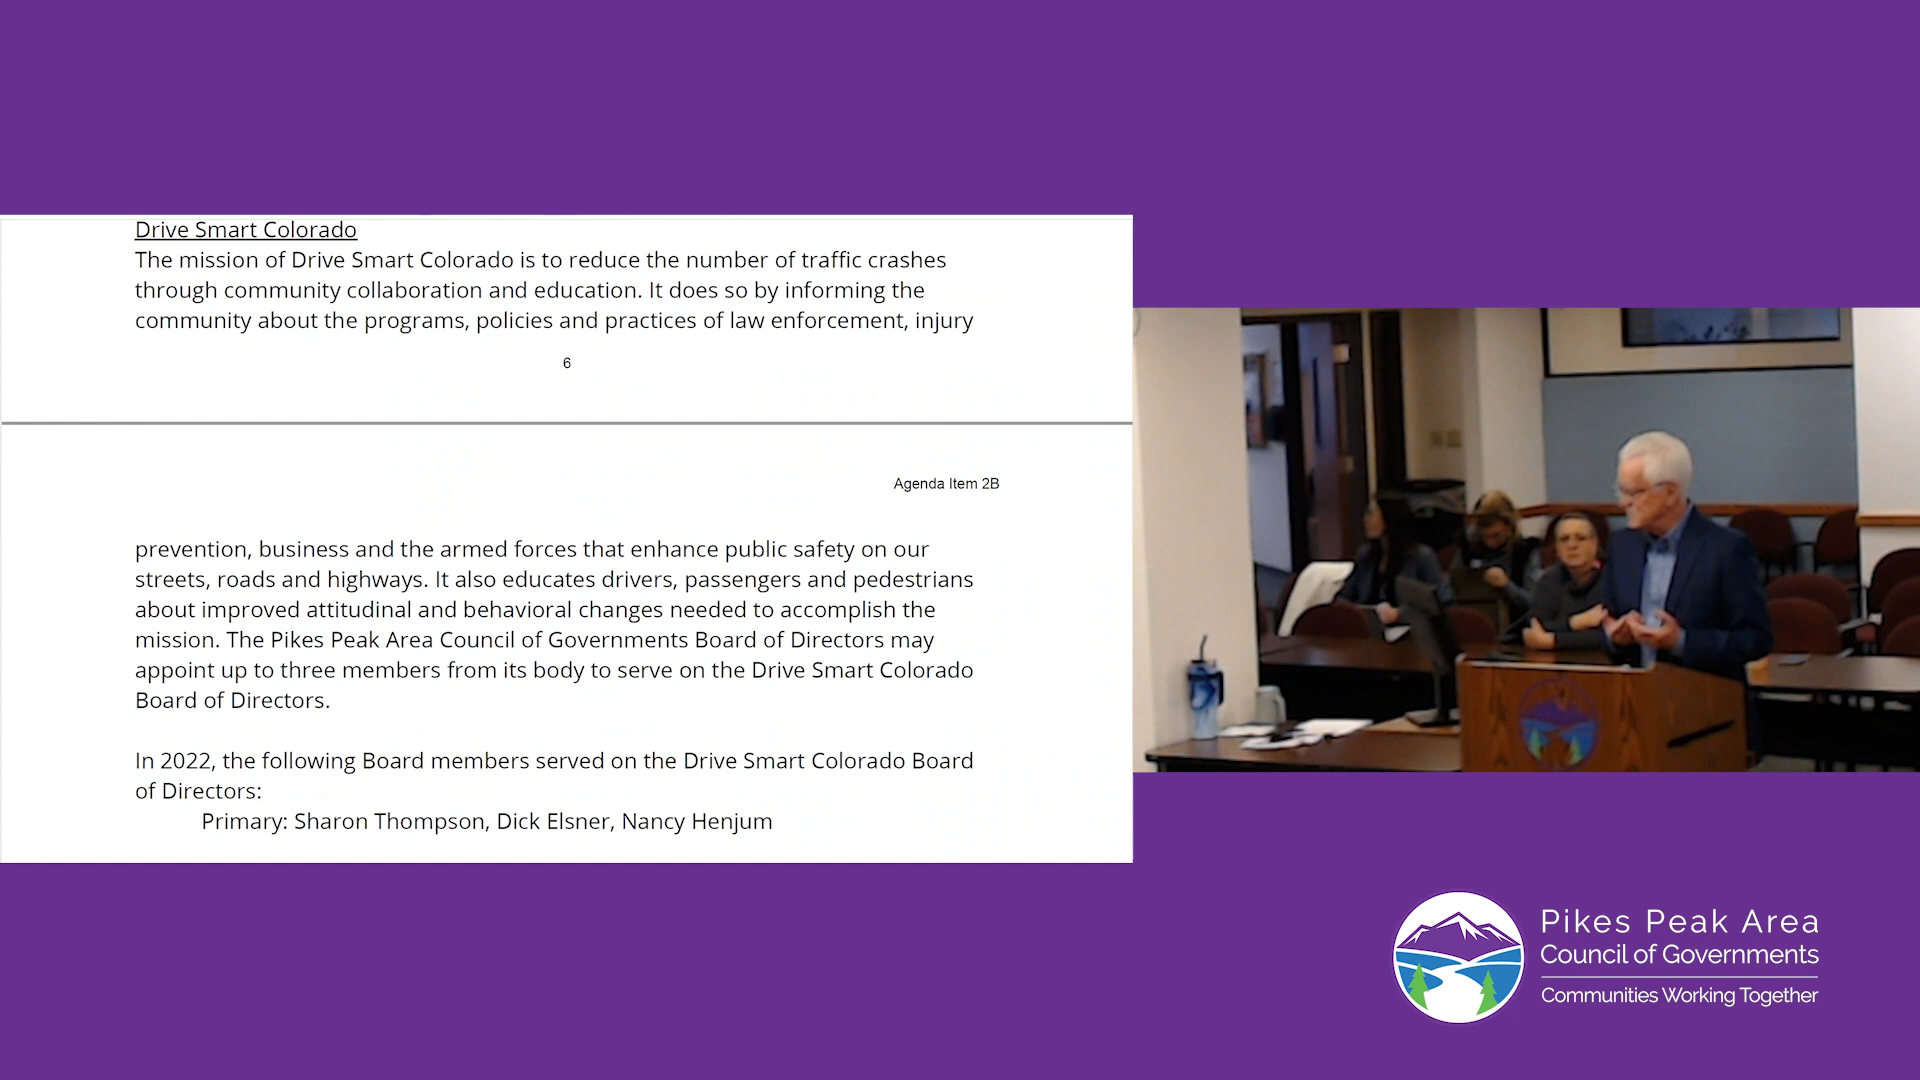 Drive Smart Colorado
The mission of Drive Smart Colorado is to reduce the number of traffic crashes
through community collaboration and education. It does so by informing the
community about the programs, policies and practices of law enforcement, injury
6
Agenda Item 2B
prevention, business and the armed forces that enhance public safety on our
streets, roads and highways. It also educates drivers, passengers and pedestrians
about improved attitudinal and behavioral changes needed to accomplish the
mission. The Pikes Peak Area Council of Governments Board of Directors may
appoint up to three members from its body to serve on the Drive Smart Colorado
Board of Directors.
In 2022, the following Board members served on the Drive Smart Colorado Board
of Directors:
Primary: Sharon Thompson, Dick Elsner, Nancy Henjum
Pikes Peak Area
Council of Governments
Communities Working Together